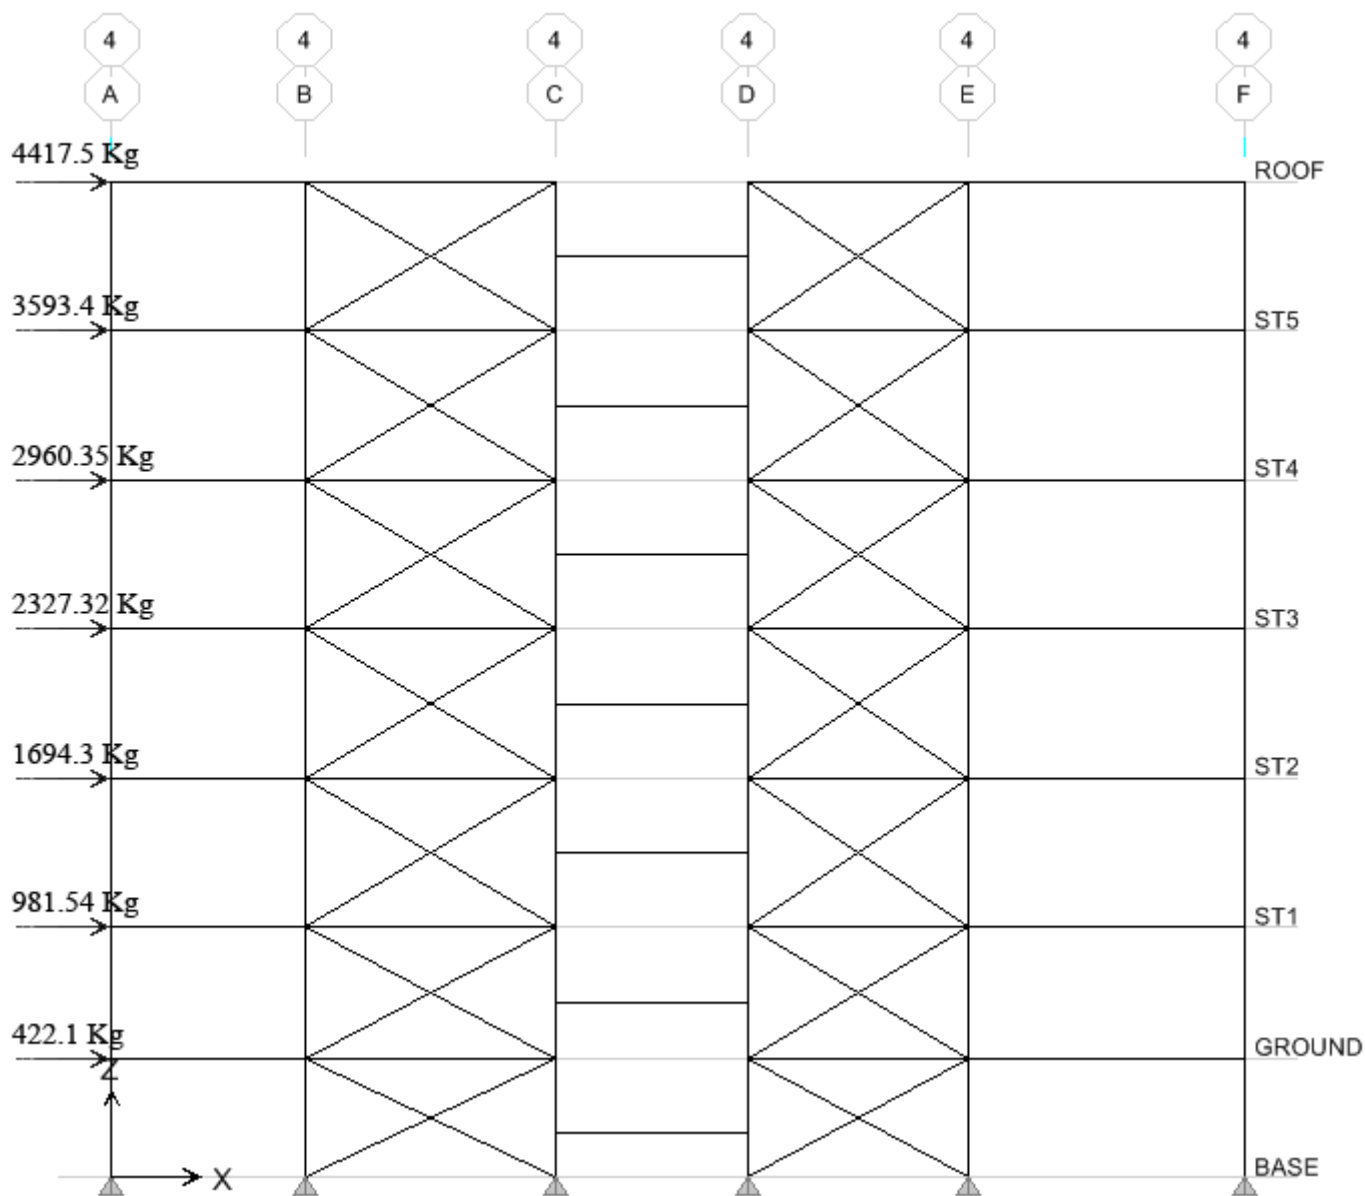 4 4 4 4 4 4
A B C D E F
4417.5 Kg
ROOF
3593.4 Kg
ST5
2960.35 Kg
ST4
2327.32 Kg
ST3
1694.3 Kg
ST2
981.54 Kg
ST1
422.1 Kg
GROUND
Z
X
BASE